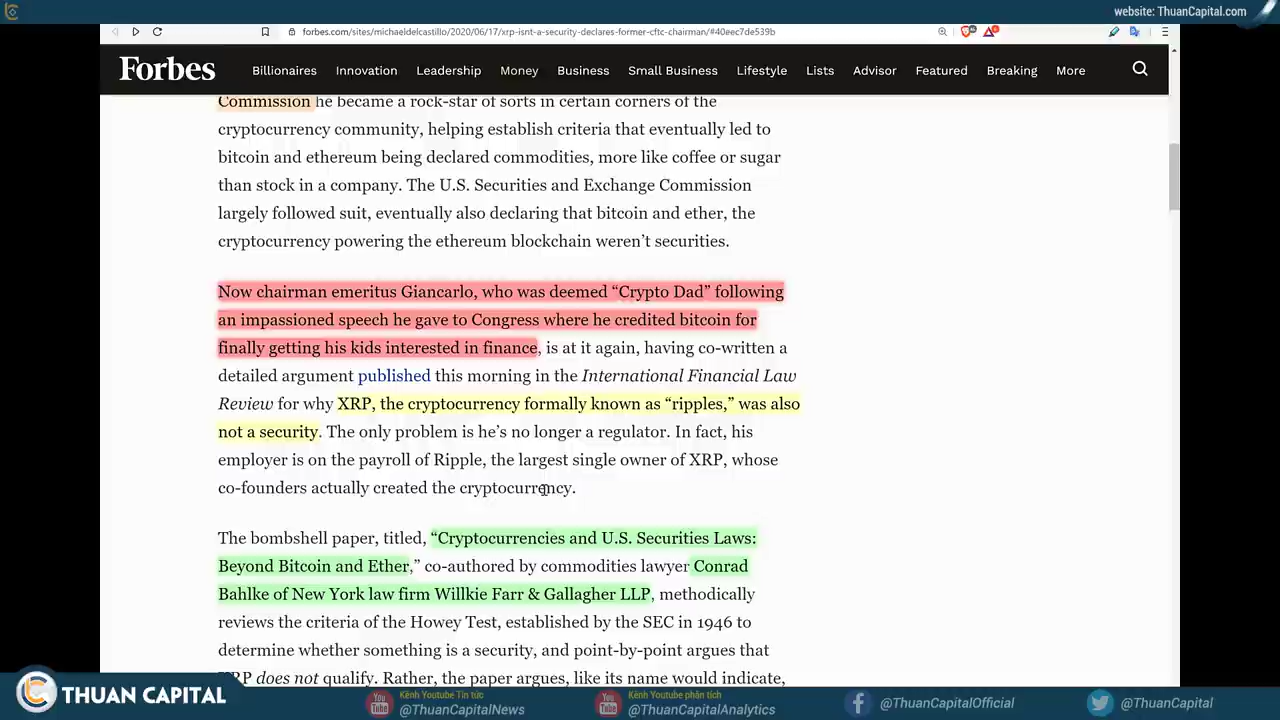 website: ThuanCapital.com
forbes.com/sites/michaeldelcastillo/2020/06/17/xrp-isnt-a-security-declares-former-cftc-chairman/#40eec7de539b
Forbes
Billionaires Innovation Leadership Money Business Small Business Lifestyle Lists Advisor Featured Breaking More
Commission he became a rock-star of sorts in certain corners of the
cryptocurrency community, helping establish criteria that eventually led to
bitcoin and ethereum being declared commodities, more like coffee or sugar
than stock in a company. The U.S. Securities and Exchange Commission
largely followed suit, eventually also declaring that bitcoin and ether, the
cryptocurrency powering the ethereum blockchain weren’t securities.
Now chairman emeritus Giancarlo, who was deemed “Crypto Dad” following
an impassioned speech he gave to Congress where he credited bitcoin for
finally getting his kids interested in finance, is at it again, having co-written a
detailed argument published this morning in the International Financial Law
Review for why XRP, the cryptocurrency formally known as “ripples,” was also
not a security. The only problem is he’s no longer a regulator. In fact, his
employer is on the payroll of Ripple, the largest single owner of XRP, whose
co-founders actually created the cryptocurrency.
The bombshell paper, titled, “Cryptocurrencies and U.S. Securities Laws:
Beyond Bitcoin and Ether,” co-authored by commodities lawyer Conrad
Bahlke of New York law firm Willkie Farr & Gallagher LLP, methodically
reviews the criteria of the Howey Test, established by the SEC in 1946 to
determine whether something is a security, and point-by-point argues that
XRP does not qualify. Rather, the paper argues, like its name would indicate,
THUAN CAPITAL
You Tube
Kênh Youtube Tin tức
@ThuanCapitalNews
You Tube
Kênh Youtube phân tích
@ThuanCapitalAnalytics
@ThuanCapitalOfficial
@ThuanCapital